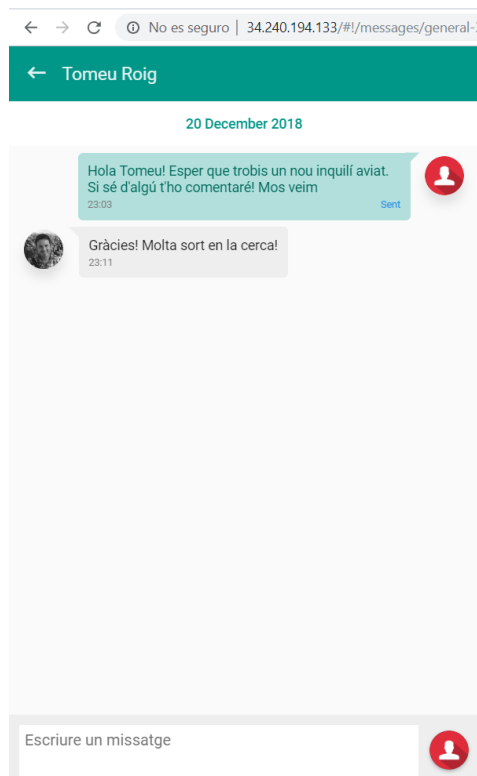 No es seguro | 34.240.194.133/#!/messages/general-
Tomeu Roig
20 December 2018
Hola Tomeu! Esper que trobis un nou inquilí aviat.
Si sé d'algú t'ho comentaré! Mos veim
23:03 Sent
Gràcies! Molta sort en la cerca!
23:11
Escriure un missatge